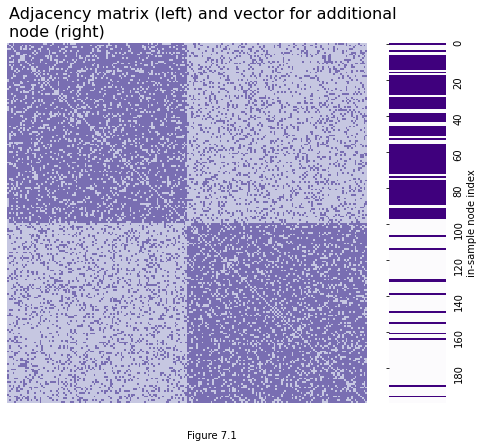 Adjacency matrix (left) and vector for additional
node (right)
0
20
40
60
80
100
120
140
160
180
in-sample node index
Figure 7.1